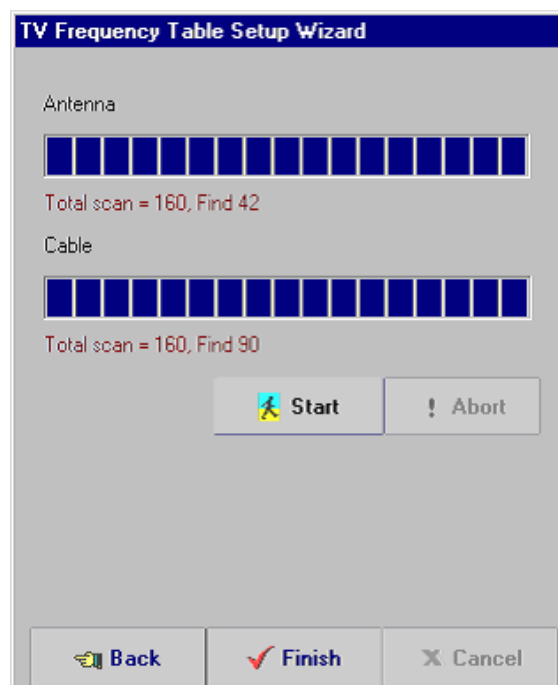 TV Frequency Table Setup Wizard
Antenna
Total scan = 160, Find 42
Cable
Total scan = 160, Find 90
Start
! Abort
Back
Finish
X Cancel